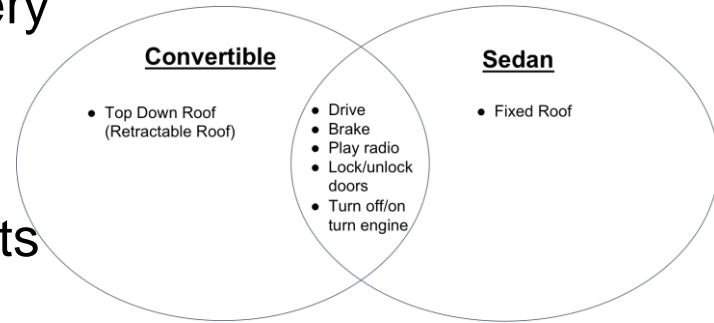 ery
Convertible
Sedan
• Top Down Roof
(Retractable Roof)
• Drive
• Brake
• Play radio
• Lock/unlock
doors
• Turn off/on
turn engine
• Fixed Roof
ts